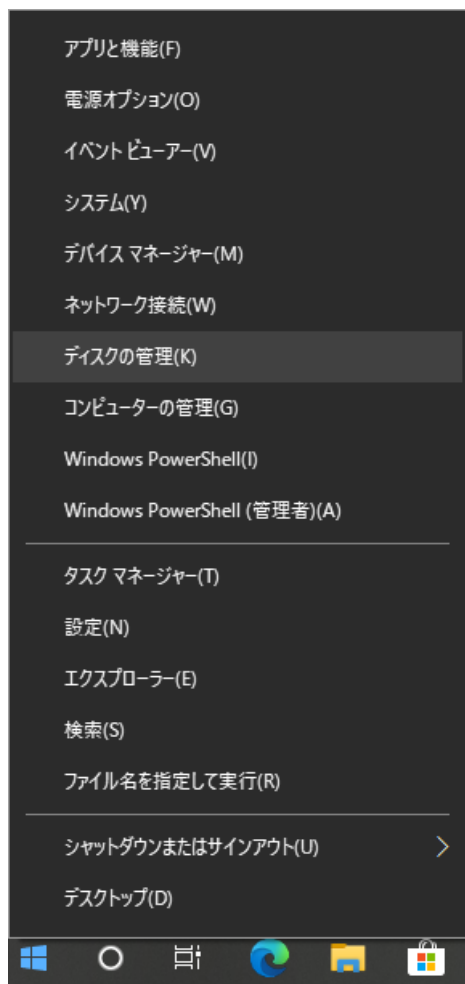 アプリと機能(F)
電源オプション(O)
イベント ビューアー(V)
システム(Y)
デバイス マネージャー(M)
ネットワーク接続(W)
ディスクの管理(K)
コンピューターの管理(G)
Windows PowerShell(I)
Windows PowerShell (管理者)(A)
タスク マネージャー(T)
設定(N)
エクスプローラー(E)
検索(S)
ファイル名を指定して実行(R)
シャットダウンまたはサインアウト(U)
デスクトップ(D)